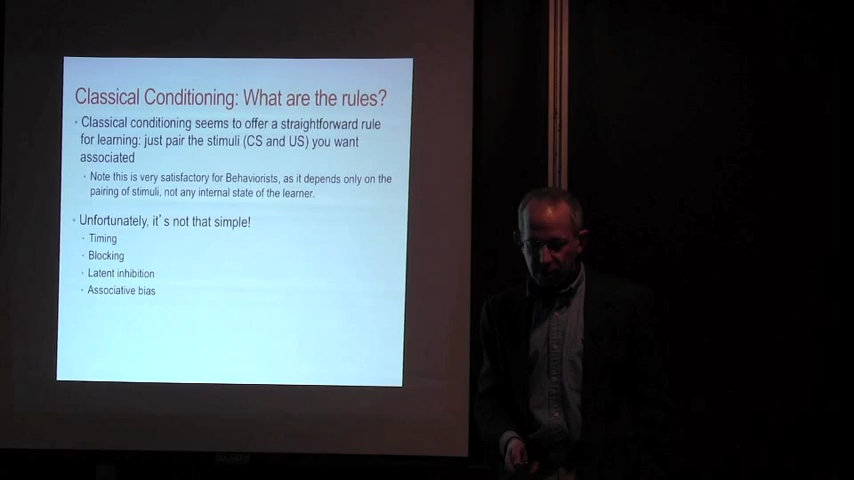 Classical Conditioning: What are the rules?
• Classical conditioning seems to offer a straightforward rule
for learning: just pair the stimuli (CS and US) you want
associated
• Note this is very satisfactory for Behaviorists, as it depends only on the
pairing of stimuli, not any internal state of the learner.
• Unfortunately, it's not that simple!
• Timing
• Blocking
• Latent inhibition
• Associative bias